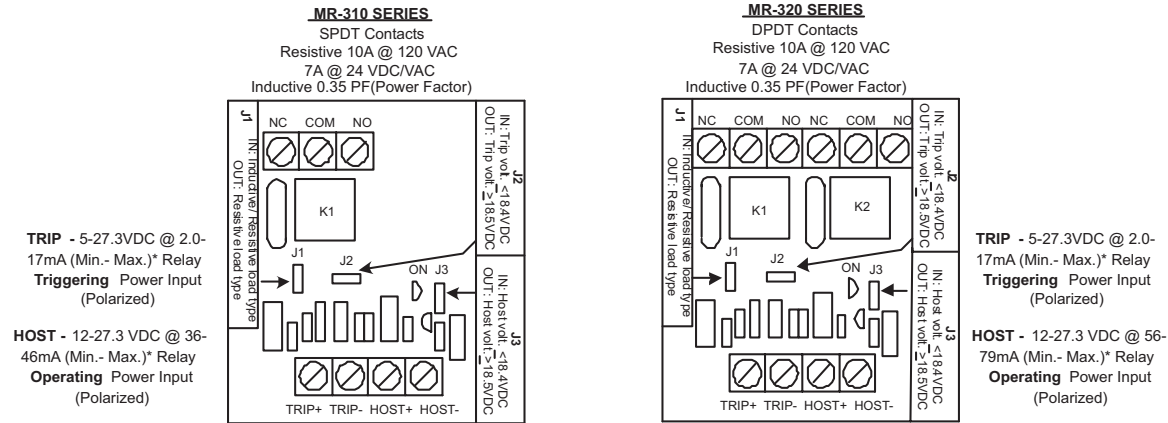 MR-310 SERIES
SPDT Contacts
Resistive 10A @ 120 VAC
7A @ 24 VDC/VAC
Inductive 0.35 PF(Power Factor)
J1
IN: Inductive/Resistive load type
OUT: Resistive load type
NC COM NO
J2
IN: Trip volt. <18.4VDC
OUT: Trip volt. ≥18.5VDC
K1
J1
J2
ON J3
J3
IN: Host volt. <18.4VDC
OUT: Host volt. ≥18.5VDC
TRIP+ TRIP- HOST+ HOST-
TRIP - 5-27.3VDC @ 2.0-
17mA (Min.- Max.)* Relay
Triggering Power Input
(Polarized)
HOST - 12-27.3 VDC @ 36-
46mA (Min.- Max.)* Relay
Operating Power Input
(Polarized)
MR-320 SERIES
DPDT Contacts
Resistive 10A @ 120 VAC
7A @ 24 VDC/VAC
Inductive 0.35 PF(Power Factor)
J1
IN: Inductive/Resistive load type
OUT: Resistive load type
NC COM NO NC COM NO
J2
IN: Trip volt. <18.4VDC
OUT: Trip volt. ≥18.5VDC
K1
K2
J1
J2
ON J3
J3
IN: Host volt. <18.4VDC
OUT: Host volt. ≥18.5VDC
TRIP+ TRIP- HOST+ HOST-
TRIP - 5-27.3VDC @ 2.0-
17mA (Min.- Max.)* Relay
Triggering Power Input
(Polarized)
HOST - 12-27.3 VDC @ 56-
79mA (Min.- Max.)* Relay
Operating Power Input
(Polarized)